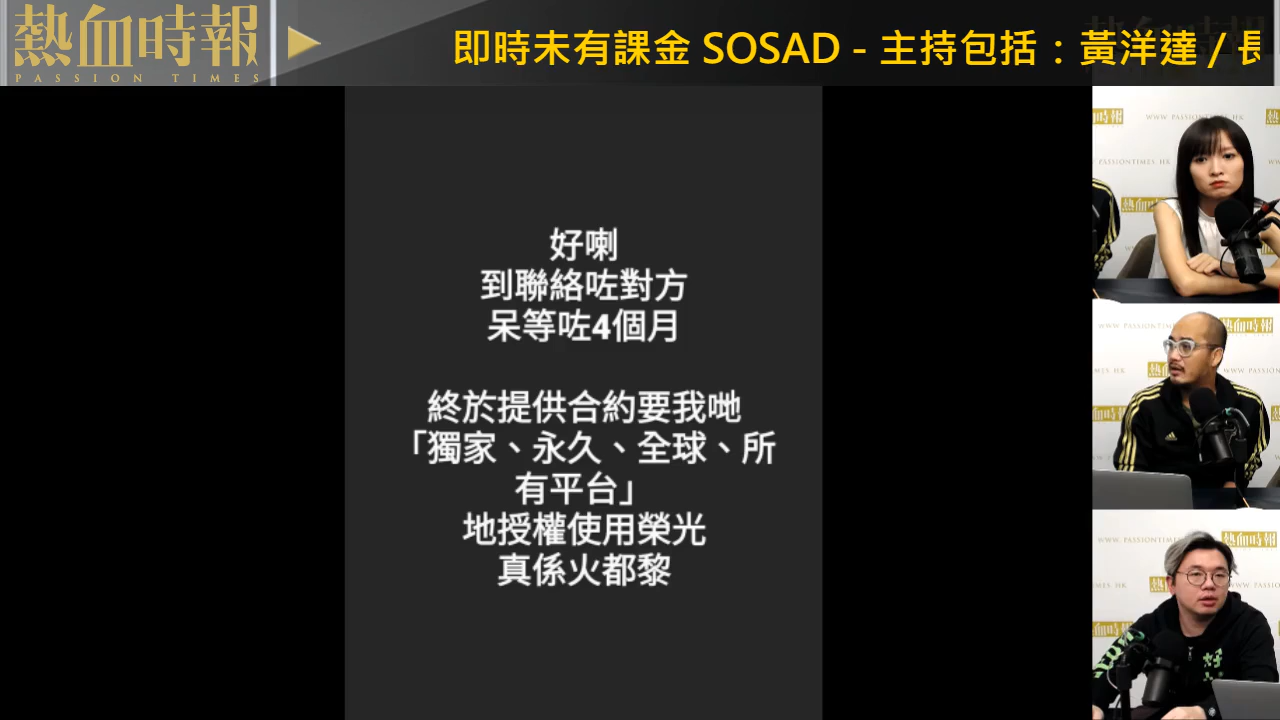 熱血時報
PASSION TIMES
即時未有課金 SOSAD - 主持包括：黃洋達 / 長
好喇
到聯絡咗對方
呆等咗4個月
終於提供合約要我哋
「獨家、永久、全球、所
有平台」
地授權使用榮光
真係火都黎
WWW.PASSIONTIMES.HK